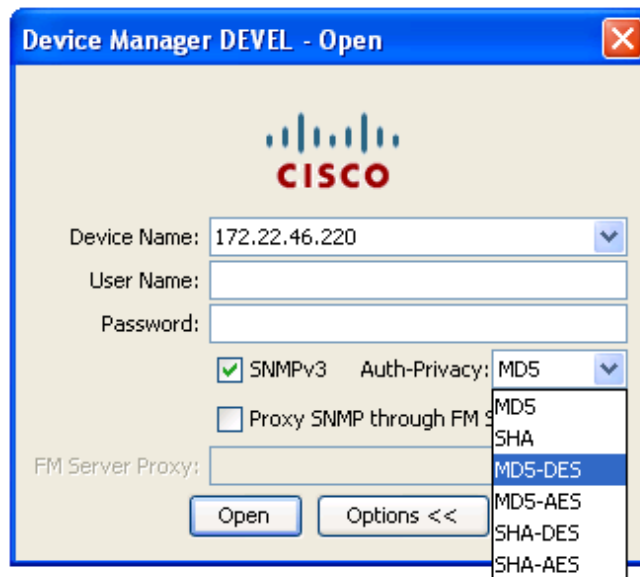 Device Manager DEVEL - Open
CISCO
Device Name: 172.22.46.220
User Name:
Password:
SNMPv3 Auth-Privacy: MD5
Proxy SNMP through FM
FM Server Proxy:
Open Options <<
MD5
SHA
MD5-DES
MD5-AES
SHA-DES
SHA-AES